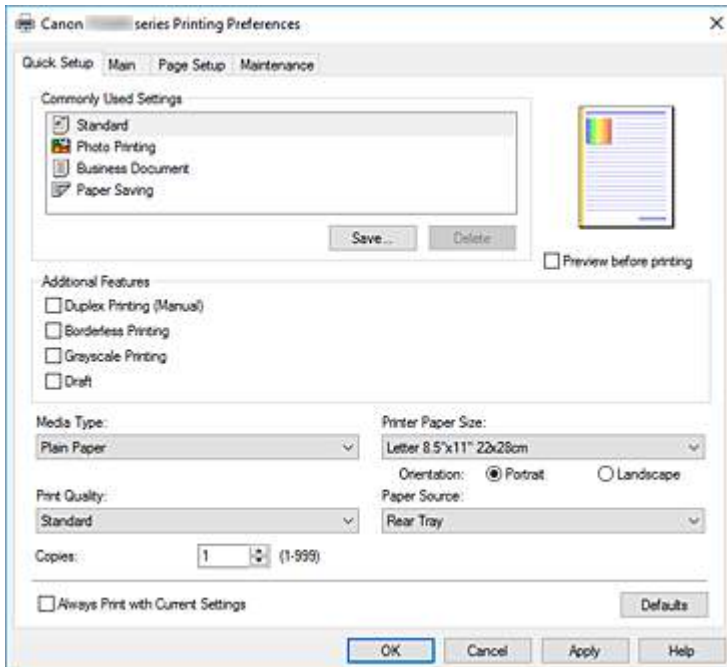 Canon series Printing Preferences
Quick Setup Main Page Setup Maintenance
Commonly Used Settings
Standard
Photo Printing
Business Document
Paper Saving
Save... Delete
Preview before printing
Additional Features
Duplex Printing (Manual)
Borderless Printing
Grayscale Printing
Draft
Media Type: Printer Paper Size:
Plain Paper Letter 8.5"x11" 22x28cm
Orientation: Portrait Landscape
Print Quality: Paper Source:
Standard Rear Tray
Copies: 1 (1-999)
Always Print with Current Settings Defaults
OK Cancel Apply Help